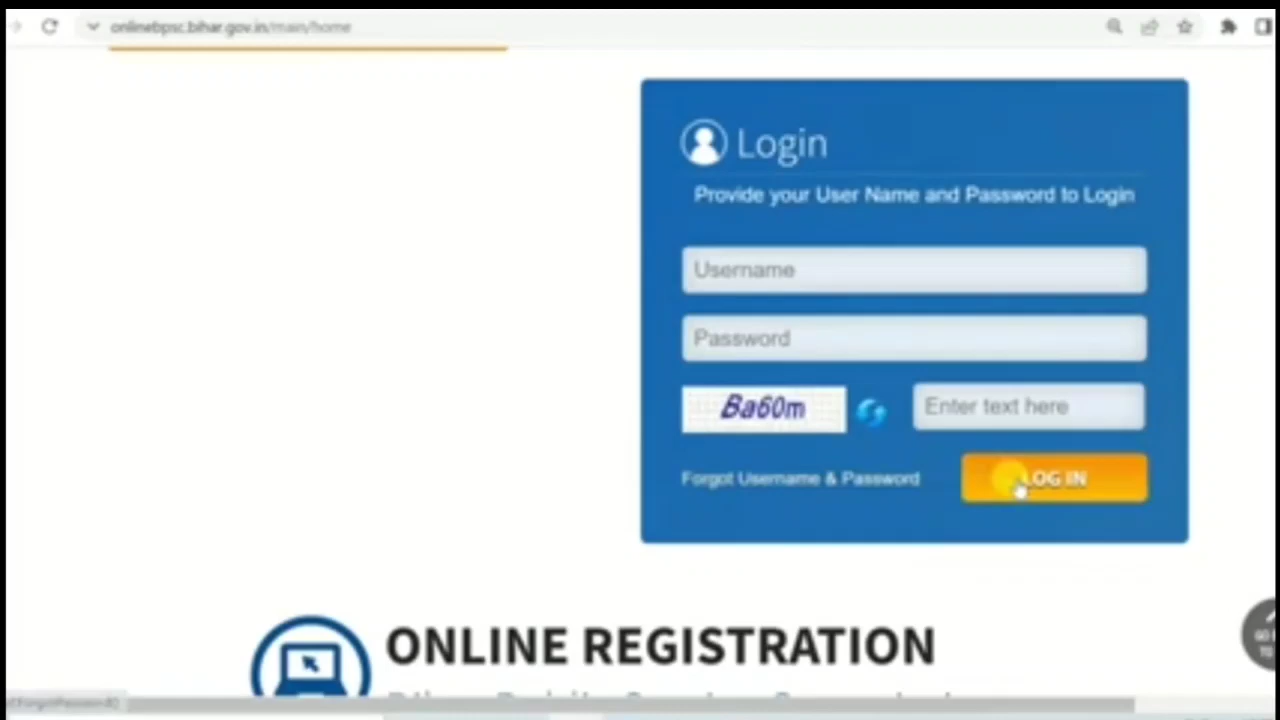 onlinebpsc.bihar.gov.in/main/home
Login
Provide your User Name and Password to Login
Username
Password
Ba60m
Enter text here
Forgot Username & Password
LOG IN
ONLINE REGISTRATION